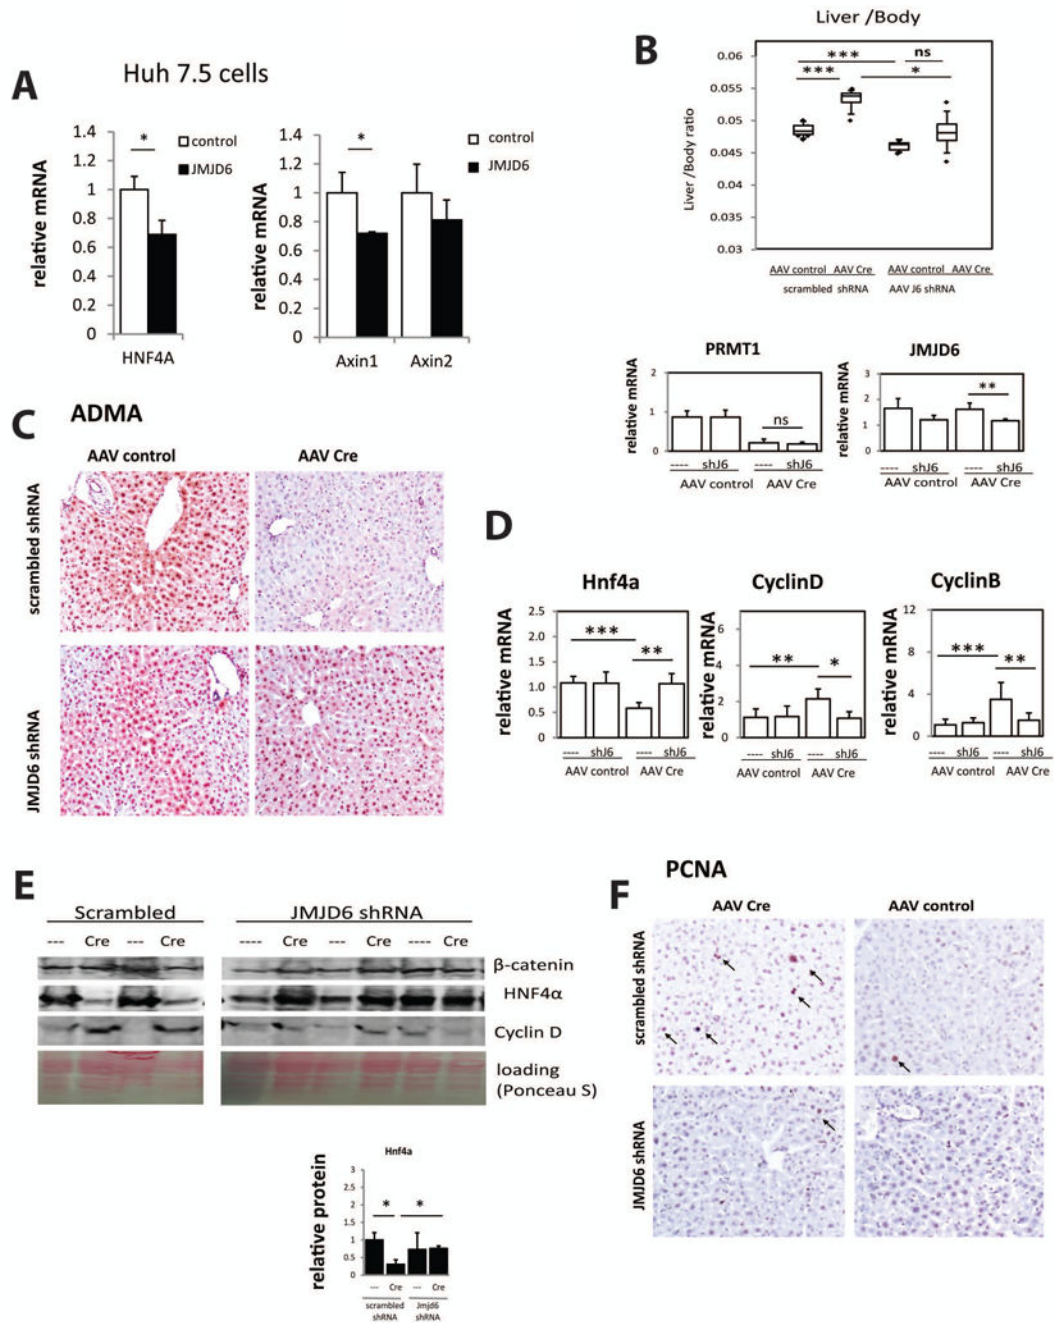 A
Huh 7.5 cells
relative mRNA
1.4
1.2
1
0.8
0.6
0.4
0.2
0
*
control
JMJD6
HNF4A
relative mRNA
1.4
1.2
1
0.8
0.6
0.4
0.2
0
*
control
JMJD6
Axin1 Axin2
B
Liver /Body
Liver /Body ratio
0.06
0.055
0.05
0.045
0.04
0.03
*** ns
*** *
AAV control AAV Cre AAV control AAV Cre
scrambled shRNA AAV J6 shRNA
PRMT1
relative mRNA
2
1
0
ns
---- shJ6 ---- shJ6
AAV control AAV Cre
JMJD6
relative mRNA
3
2
1
0
**
---- shJ6 ---- shJ6
AAV control AAV Cre
C
ADMA
AAV control AAV Cre
scrambled shRNA
JMJD6 shRNA
D
Hnf4a
relative mRNA
2.5
2.0
1.5
1.0
0.5
0.0
*** **
---- shJ6 ---- shJ6
AAV control AAV Cre
CyclinD
relative mRNA
6
4
2
0
** *
---- shJ6 ---- shJ6
AAV control AAV Cre
CyclinB
relative mRNA
12
8
4
0
*** **
---- shJ6 ---- shJ6
AAV control AAV Cre
E
Scrambled JMJD6 shRNA
--- Cre --- Cre ---- Cre --- Cre ---- Cre
β-catenin
HNF4α
Cyclin D
loading
(Ponceau S)
Hnf4a
relative protein
3
2.5
2
1.5
1
0.5
0
* *
--- Cre --- Cre
scrambled Jmjd6
shRNA shRNA
F
PCNA
AAV Cre AAV control
scrambled shRNA
JMJD6 shRNA